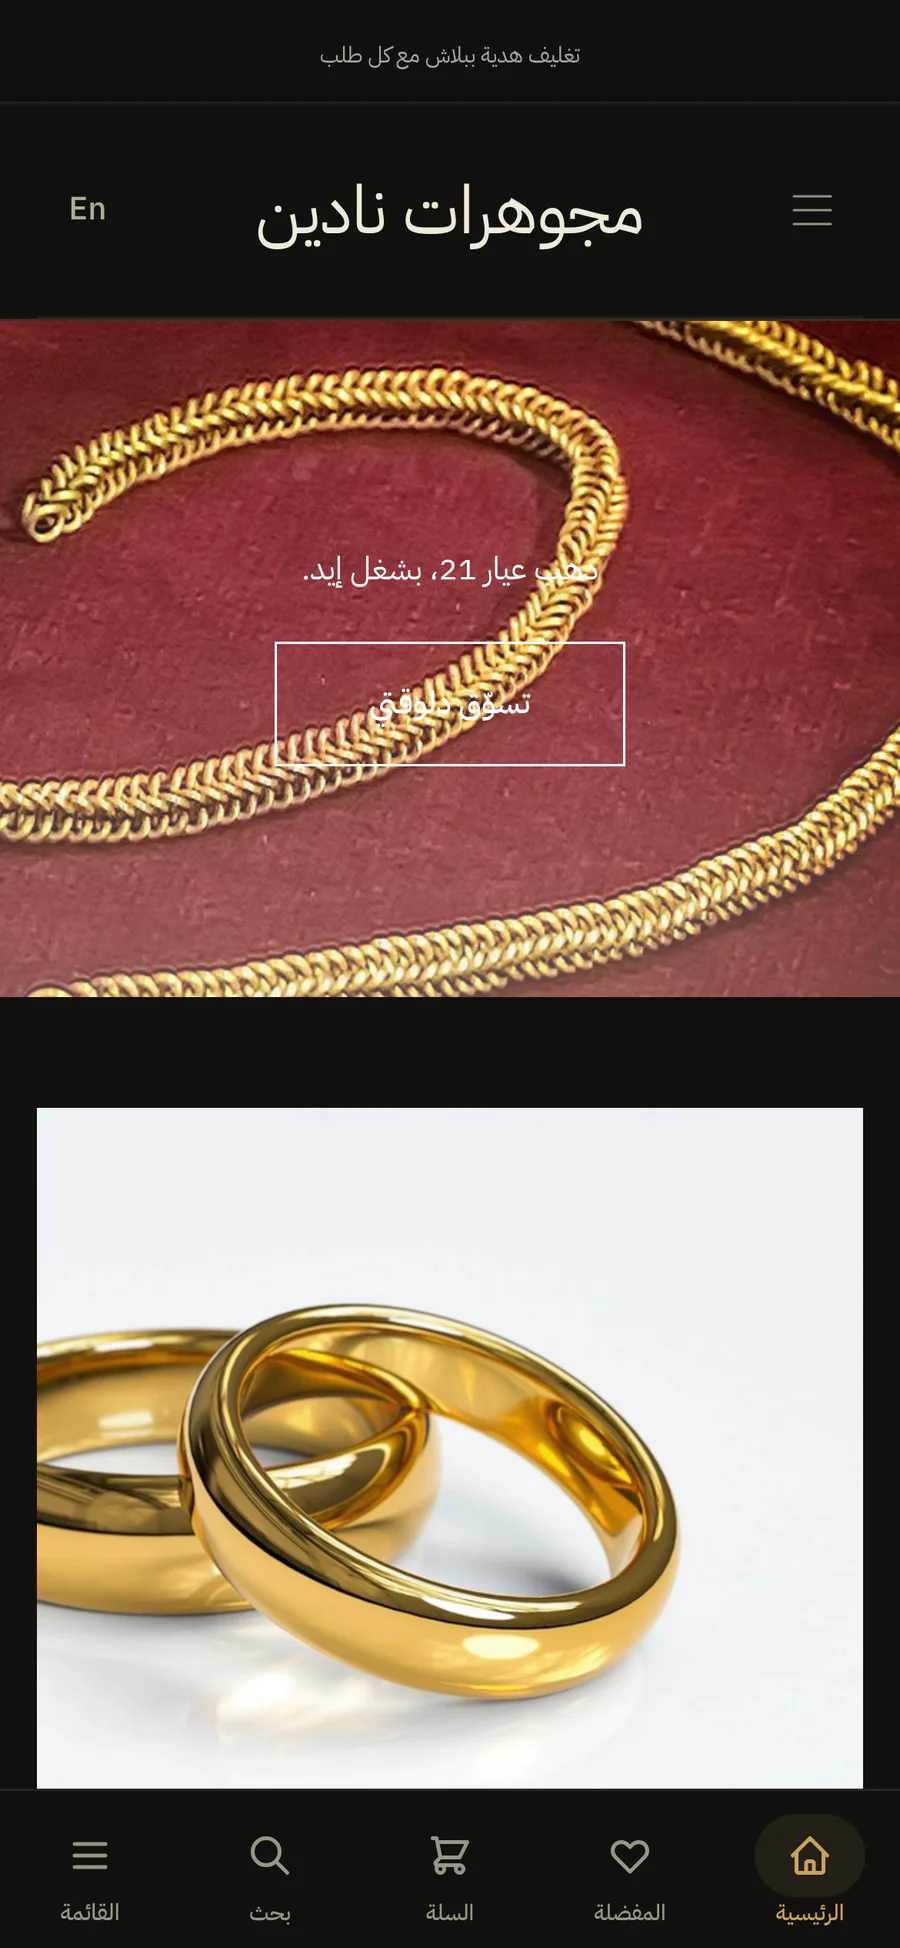 تغليف هدية ببلاش مع كل طلب
مجوهرات نادين
En
دهب عيار 21، بشغل إيد.
تسوّق دلوقتي
الرئيسية
المفضلة
السلة
بحث
القائمة